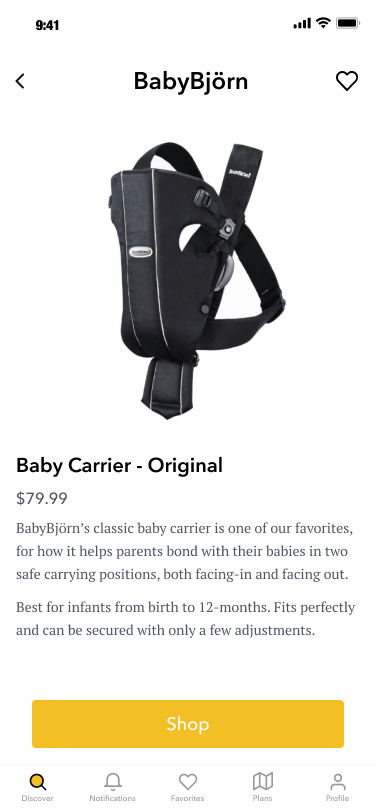 9:41
BabyBjörn
Baby Carrier - Original
$79.99
BabyBjörn’s classic baby carrier is one of our favorites,
for how it helps parents bond with their babies in two
safe carrying positions, both facing-in and facing out.
Best for infants from birth to 12-months. Fits perfectly
and can be secured with only a few adjustments.
Shop
Discover
Notifications
Favorites
Plans
Profile